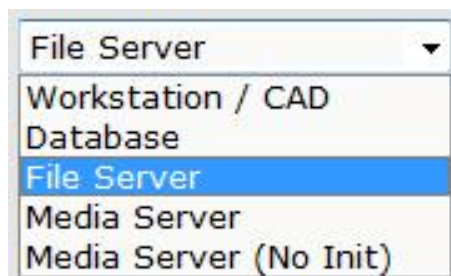 File Server
Workstation / CAD
Database
File Server
Media Server
Media Server (No Init)